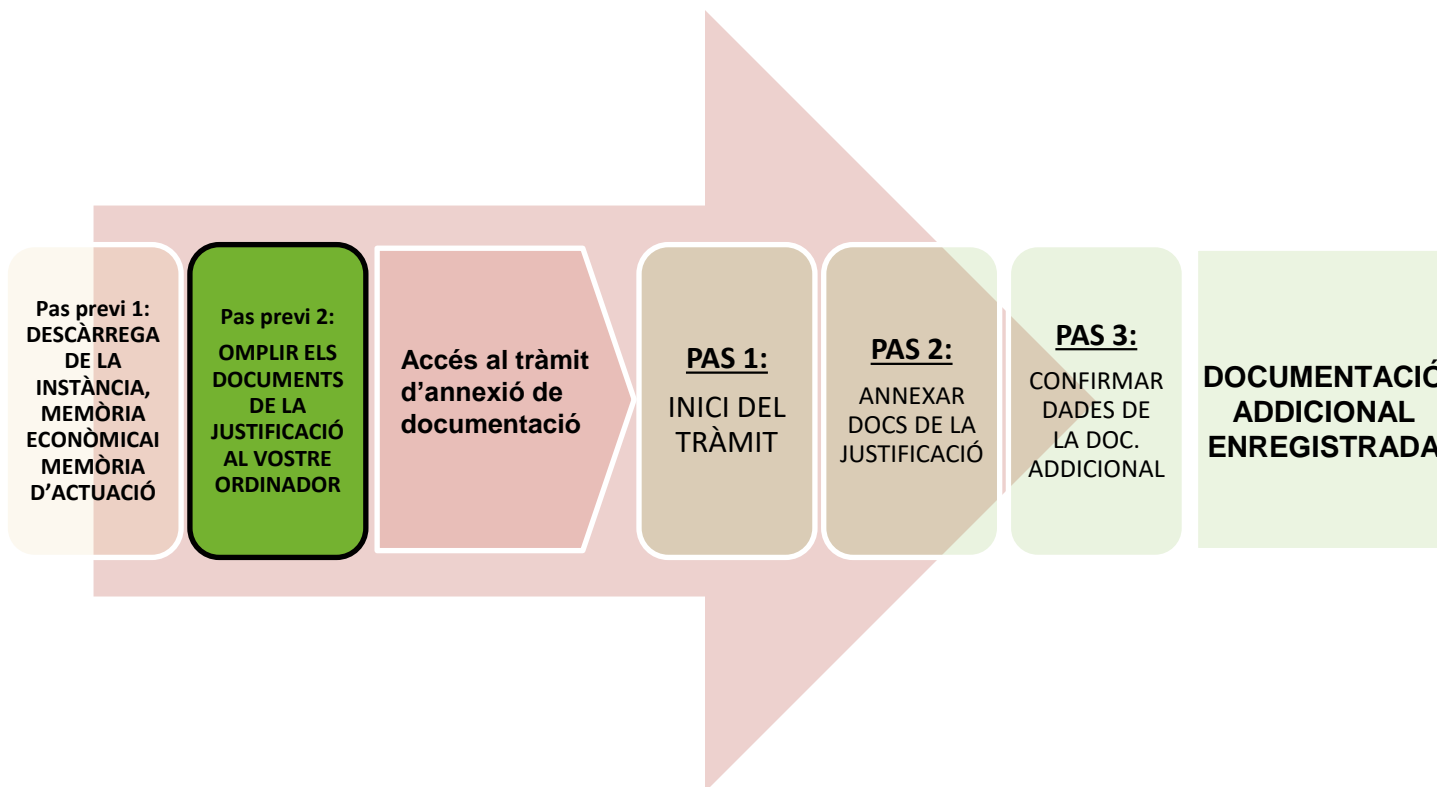 Pas previ 1:
DESCÀRREGA
DE LA
INSTÀNCIA,
MEMÒRIA
ECONÒMICAI
MEMÒRIA
D’ACTUACIÓ
Pas previ 2:
OMPLIR ELS
DOCUMENTS
DE LA
JUSTIFICACIÓ
AL VOSTRE
ORDINADOR
Accés al tràmit
d’annexió de
documentació
PAS 1:
INICI DEL
TRÀMIT
PAS 2:
ANNEXAR
DOCS DE LA
JUSTIFICACIÓ
PAS 3:
CONFIRMAR
DADES DE
LA DOC.
ADDICIONAL
DOCUMENTACIÓ
ADDICIONAL
ENREGISTRADA